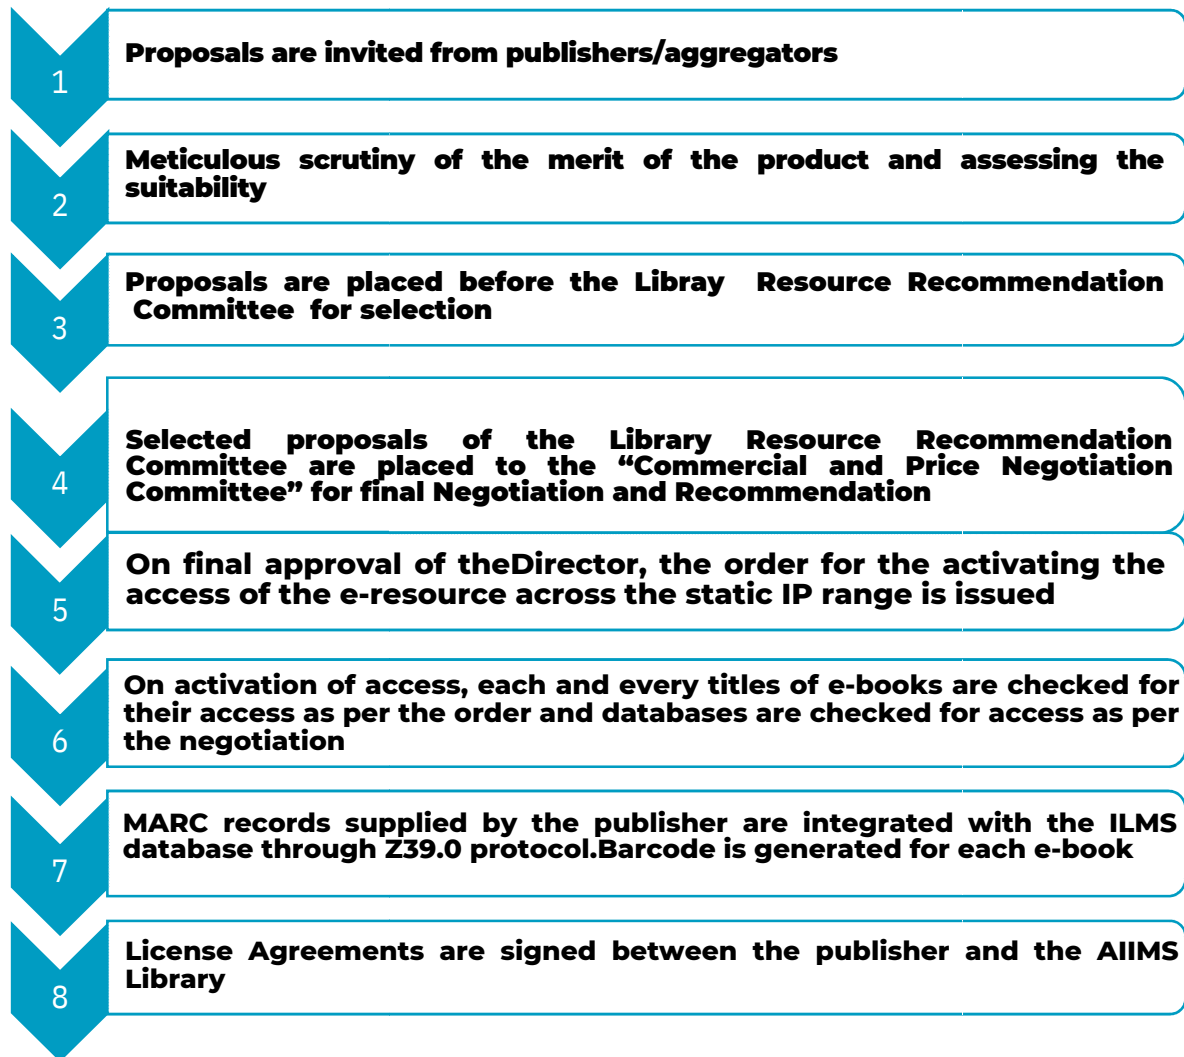 1
Proposals are invited from publishers/aggregators
2
Meticulous scrutiny of the merit of the product and assessing the
suitability
3
Proposals are placed before the Libray Resource Recommendation
Committee for selection
4
Selected proposals of the Library Resource Recommendation
Committee are placed to the “Commercial and Price Negotiation
Committee” for final Negotiation and Recommendation
5
On final approval of theDirector, the order for the activating the
access of the e-resource across the static IP range is issued
6
On activation of access, each and every titles of e-books are checked for
their access as per the order and databases are checked for access as per
the negotiation
7
MARC records supplied by the publisher are integrated with the ILMS
database through Z39.0 protocol.Barcode is generated for each e-book
8
License Agreements are signed between the publisher and the AIIMS
Library